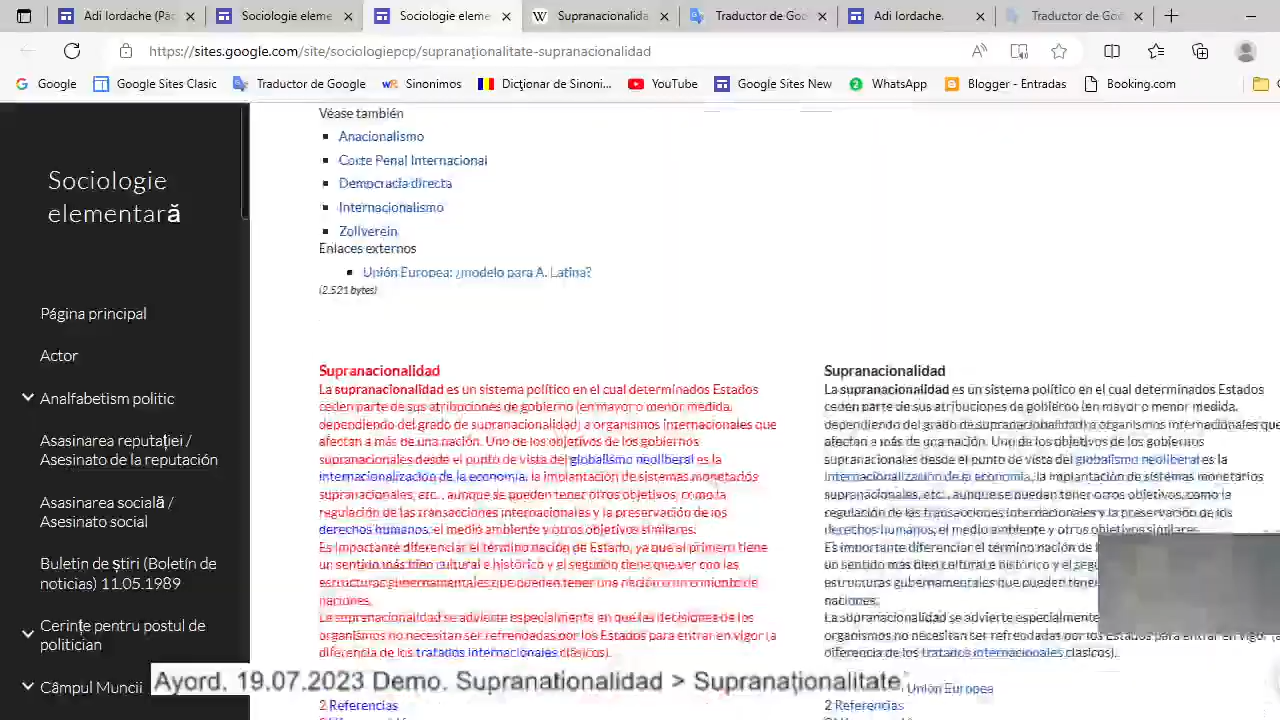 Adi Iordache (Pa
Sociologie eleme
Sociologie eleme
Supranacionalida
Traductor de Goo
Adi Iordache.
Traductor de Goo
https://sites.google.com/site/sociologiepcp/supranaționalitate-supranacionalidad
Google
Google Sites Clasic
Traductor de Google
Sinonimos
Dicționar de Sinoni...
YouTube
Google Sites New
WhatsApp
Blogger - Entradas
Booking.com
Sociologie
elementară
Página principal
Actor
Analfabetism politic
Asasinarea reputației /
Asesinato de la reputación
Asasinarea socială /
Asesinato social
Buletin de știri (Boletín de
noticias) 11.05.1989
Cerințe pentru postul de
politician
Câmpul Muncii
Véase también
Anacionalismo
Corte Penal Internacional
Democracia directa
Internacionalismo
Zollverein
Enlaces externos
Unión Europea: ¿modelo para A. Latina?
(2.521 bytes)
Supranacionalidad
La supranacionalidad es un sistema político en el cual determinados Estados
ceden parte de sus atribuciones de gobierno (en mayor o menor medida,
dependiendo del grado de supranacionalidad) a organismos internacionales que
afectan a más de una nación. Uno de los objetivos de los gobiernos
supranacionales desde el punto de vista del globalismo neoliberal es la
internacionalización de la economía, la implantación de sistemas monetarios
supranacionales, etc., aunque se pueden tener otros objetivos, como la
regulación de las transacciones internacionales y la preservación de los
derechos humanos, el medio ambiente y otros objetivos similares.
Es importante diferenciar el término nación de Estado, ya que el primero tiene
un sentido más bien cultural e histórico y el segundo tiene que ver con las
estructuras gubernamentales que pueden tener una nación o un conjunto de
naciones.
La supranacionalidad se advierte especialmente en que las decisiones de los
organismos no necesitan ser refrendadas por los Estados para entrar en vigor (a
diferencia de los tratados internacionales clásicos).
2 Referencias
Supranacionalidad
La supranacionalidad es un sistema político en el cual determinados Estados
ceden parte de sus atribuciones de gobierno (en mayor o menor medida,
dependiendo del grado de supranacionalidad) a organismos internacionales que
afectan a más de una nación. Uno de los objetivos de los gobiernos
supranacionales desde el punto de vista del globalismo neoliberal es la
internacionalización de la economía, la implantación de sistemas monetarios
supranacionales, etc., aunque se puedan tener otros objetivos, como la
regulación de las transacciones internacionales y la preservación de los
derechos humanos, el medio ambiente y otros objetivos similares.
Es importante diferenciar el término nación de
un sentido más bien cultural e histórico y el seg
estructuras gubernamentales que pueden tene
naciones.
La supranacionalidad se advierte especialmente
organismos no necesitan ser refrendadas por los Estados para entrar en vigor (a
diferencia de los tratados internacionales clásicos).
Unión Europea
2 Referencias
Ayord, 19.07.2023 Demo. Supranationalidad > Supranaționalitate